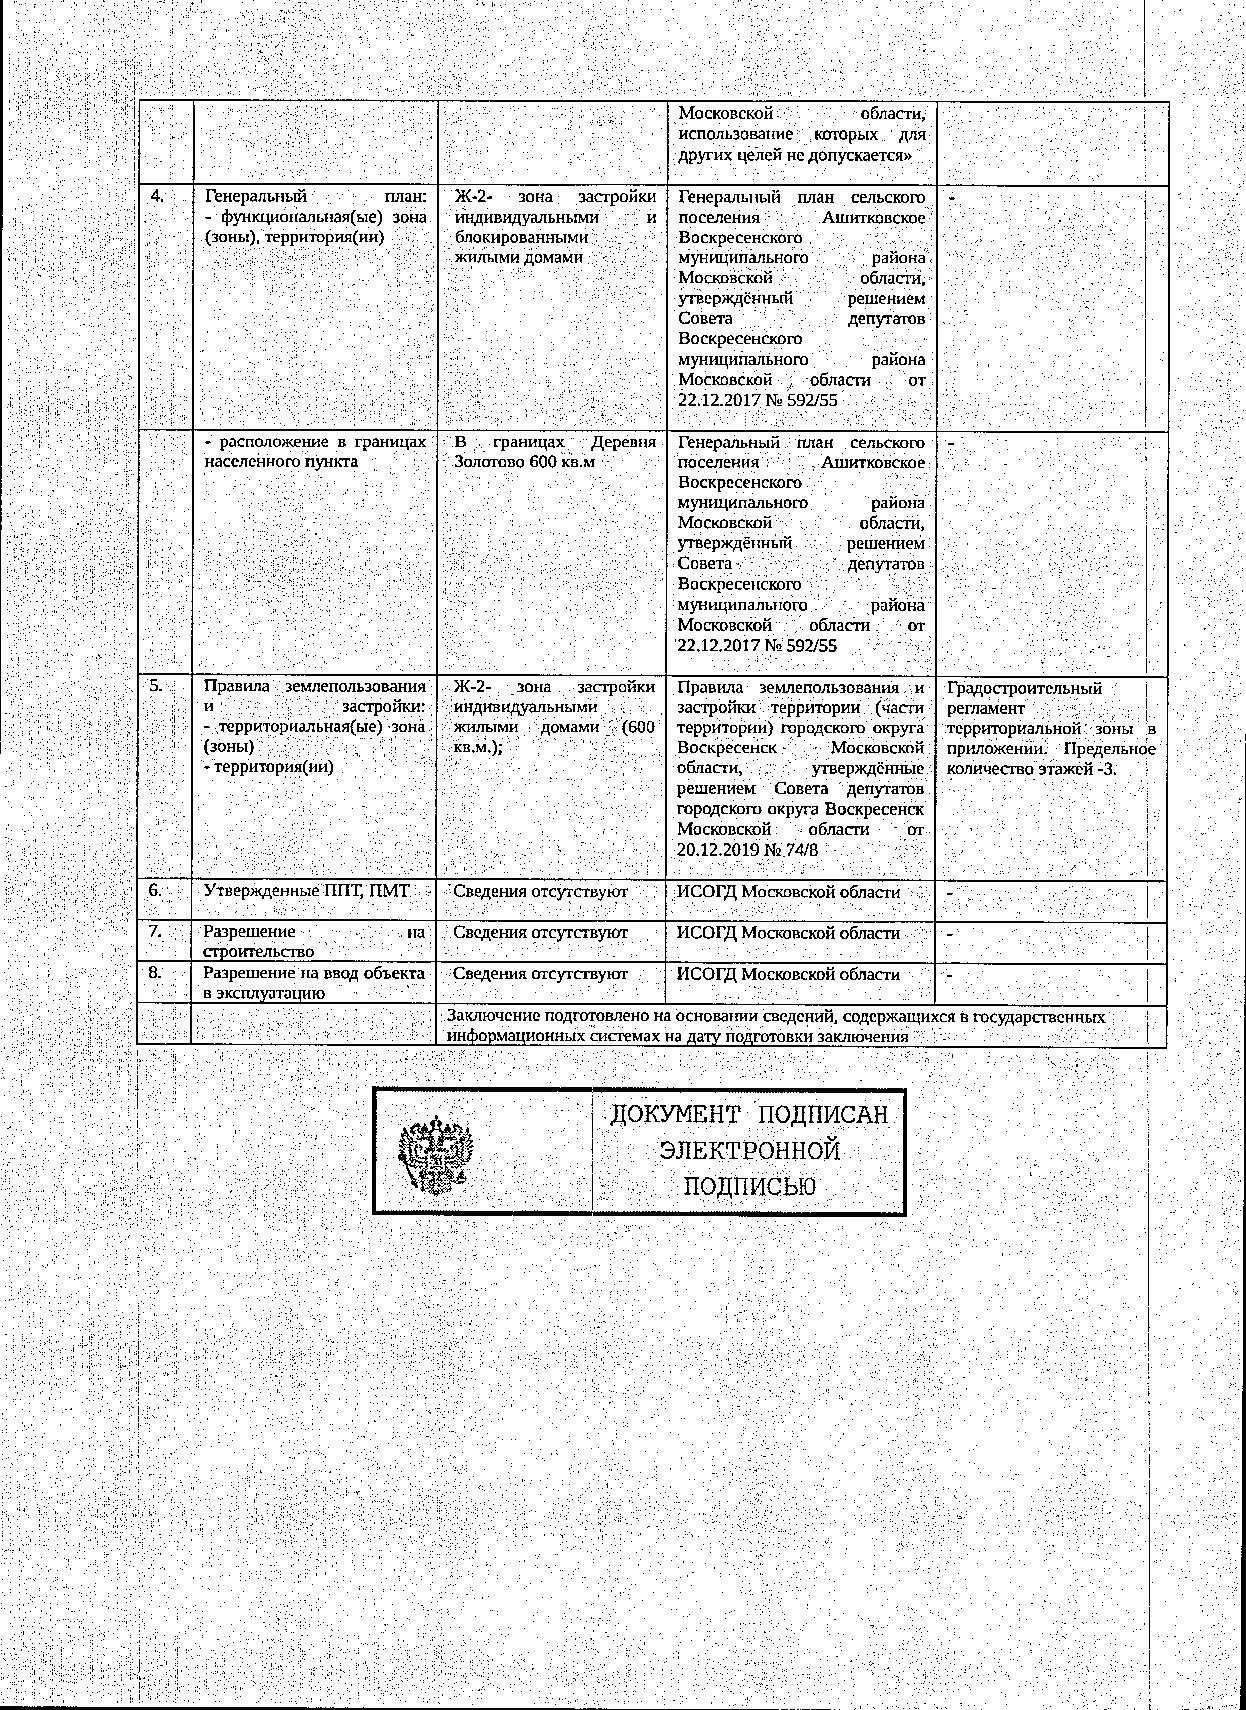 Московской области,
использование которых для
других целей не допускается»
4.
Генеральный план:
- функциональная(ые) зона
(зоны), территория(ии)
Ж-2- зона застройки
индивидуальными и
блокированными
жилыми домами
Генеральный план сельского
поселения Ашитковское
Воскресенского
муниципального района
Московской области,
утверждённый решением
Совета депутатов
Воскресенского
муниципального района
Московской области от
22.12.2017 № 592/55
-
- расположение в границах
населенного пункта
В границах Деревня
Золотово 600 кв.м
Генеральный план сельского
поселения Ашитковское
Воскресенского
муниципального района
Московской области,
утверждённый решением
Совета депутатов
Воскресенского
муниципального района
Московской области от
22.12.2017 № 592/55
-
5.
Правила землепользования
и застройки:
- территориальная(ые) зона
(зоны)
- территория(ии)
Ж-2- зона застройки
индивидуальными
жилыми домами (600
кв.м.);
Правила землепользования и
застройки территории (части
территории) городского округа
Воскресенск Московской
области, утверждённые
решением Совета депутатов
городского округа Воскресенск
Московской области от
20.12.2019 № 74/8
Градостроительный
регламент
территориальной зоны в
приложении. Предельное
количество этажей -3.
6.
Утвержденные ППТ, ПМТ
Сведения отсутствуют
ИСОГД Московской области
-
7.
Разрешение на
строительство
Сведения отсутствуют
ИСОГД Московской области
-
8.
Разрешение на ввод объекта
в эксплуатацию
Сведения отсутствуют
ИСОГД Московской области
-
Заключение подготовлено на основании сведений, содержащихся в государственных
информационных системах на дату подготовки заключения
ДОКУМЕНТ ПОДПИСАН
ЭЛЕКТРОННОЙ
ПОДПИСЬЮ